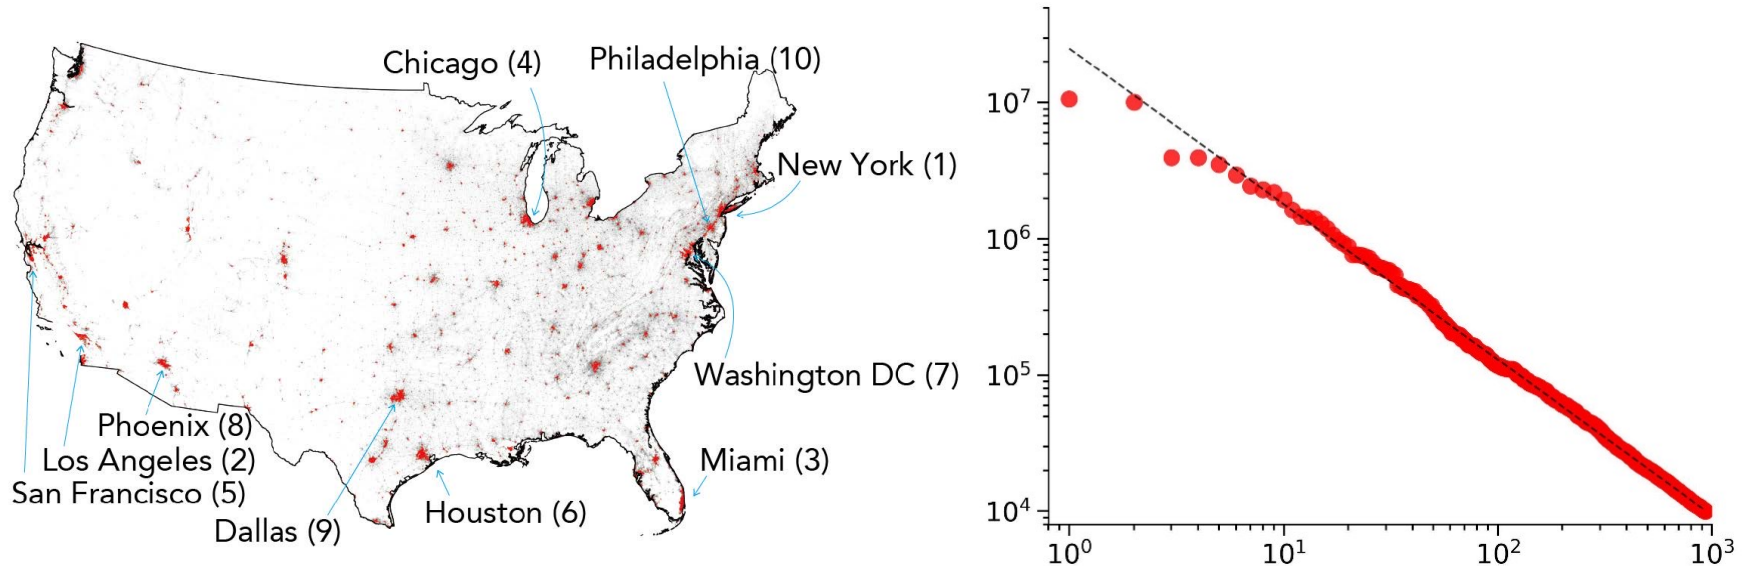 Chicago (4)
Philadelphia (10)
New York (1)
Washington DC (7)
Phoenix (8)
Los Angeles (2)
San Francisco (5)
Dallas (9)
Houston (6)
Miami (3)
10⁷
10⁶
10⁵
10⁴
10⁰ 10¹ 10² 10³